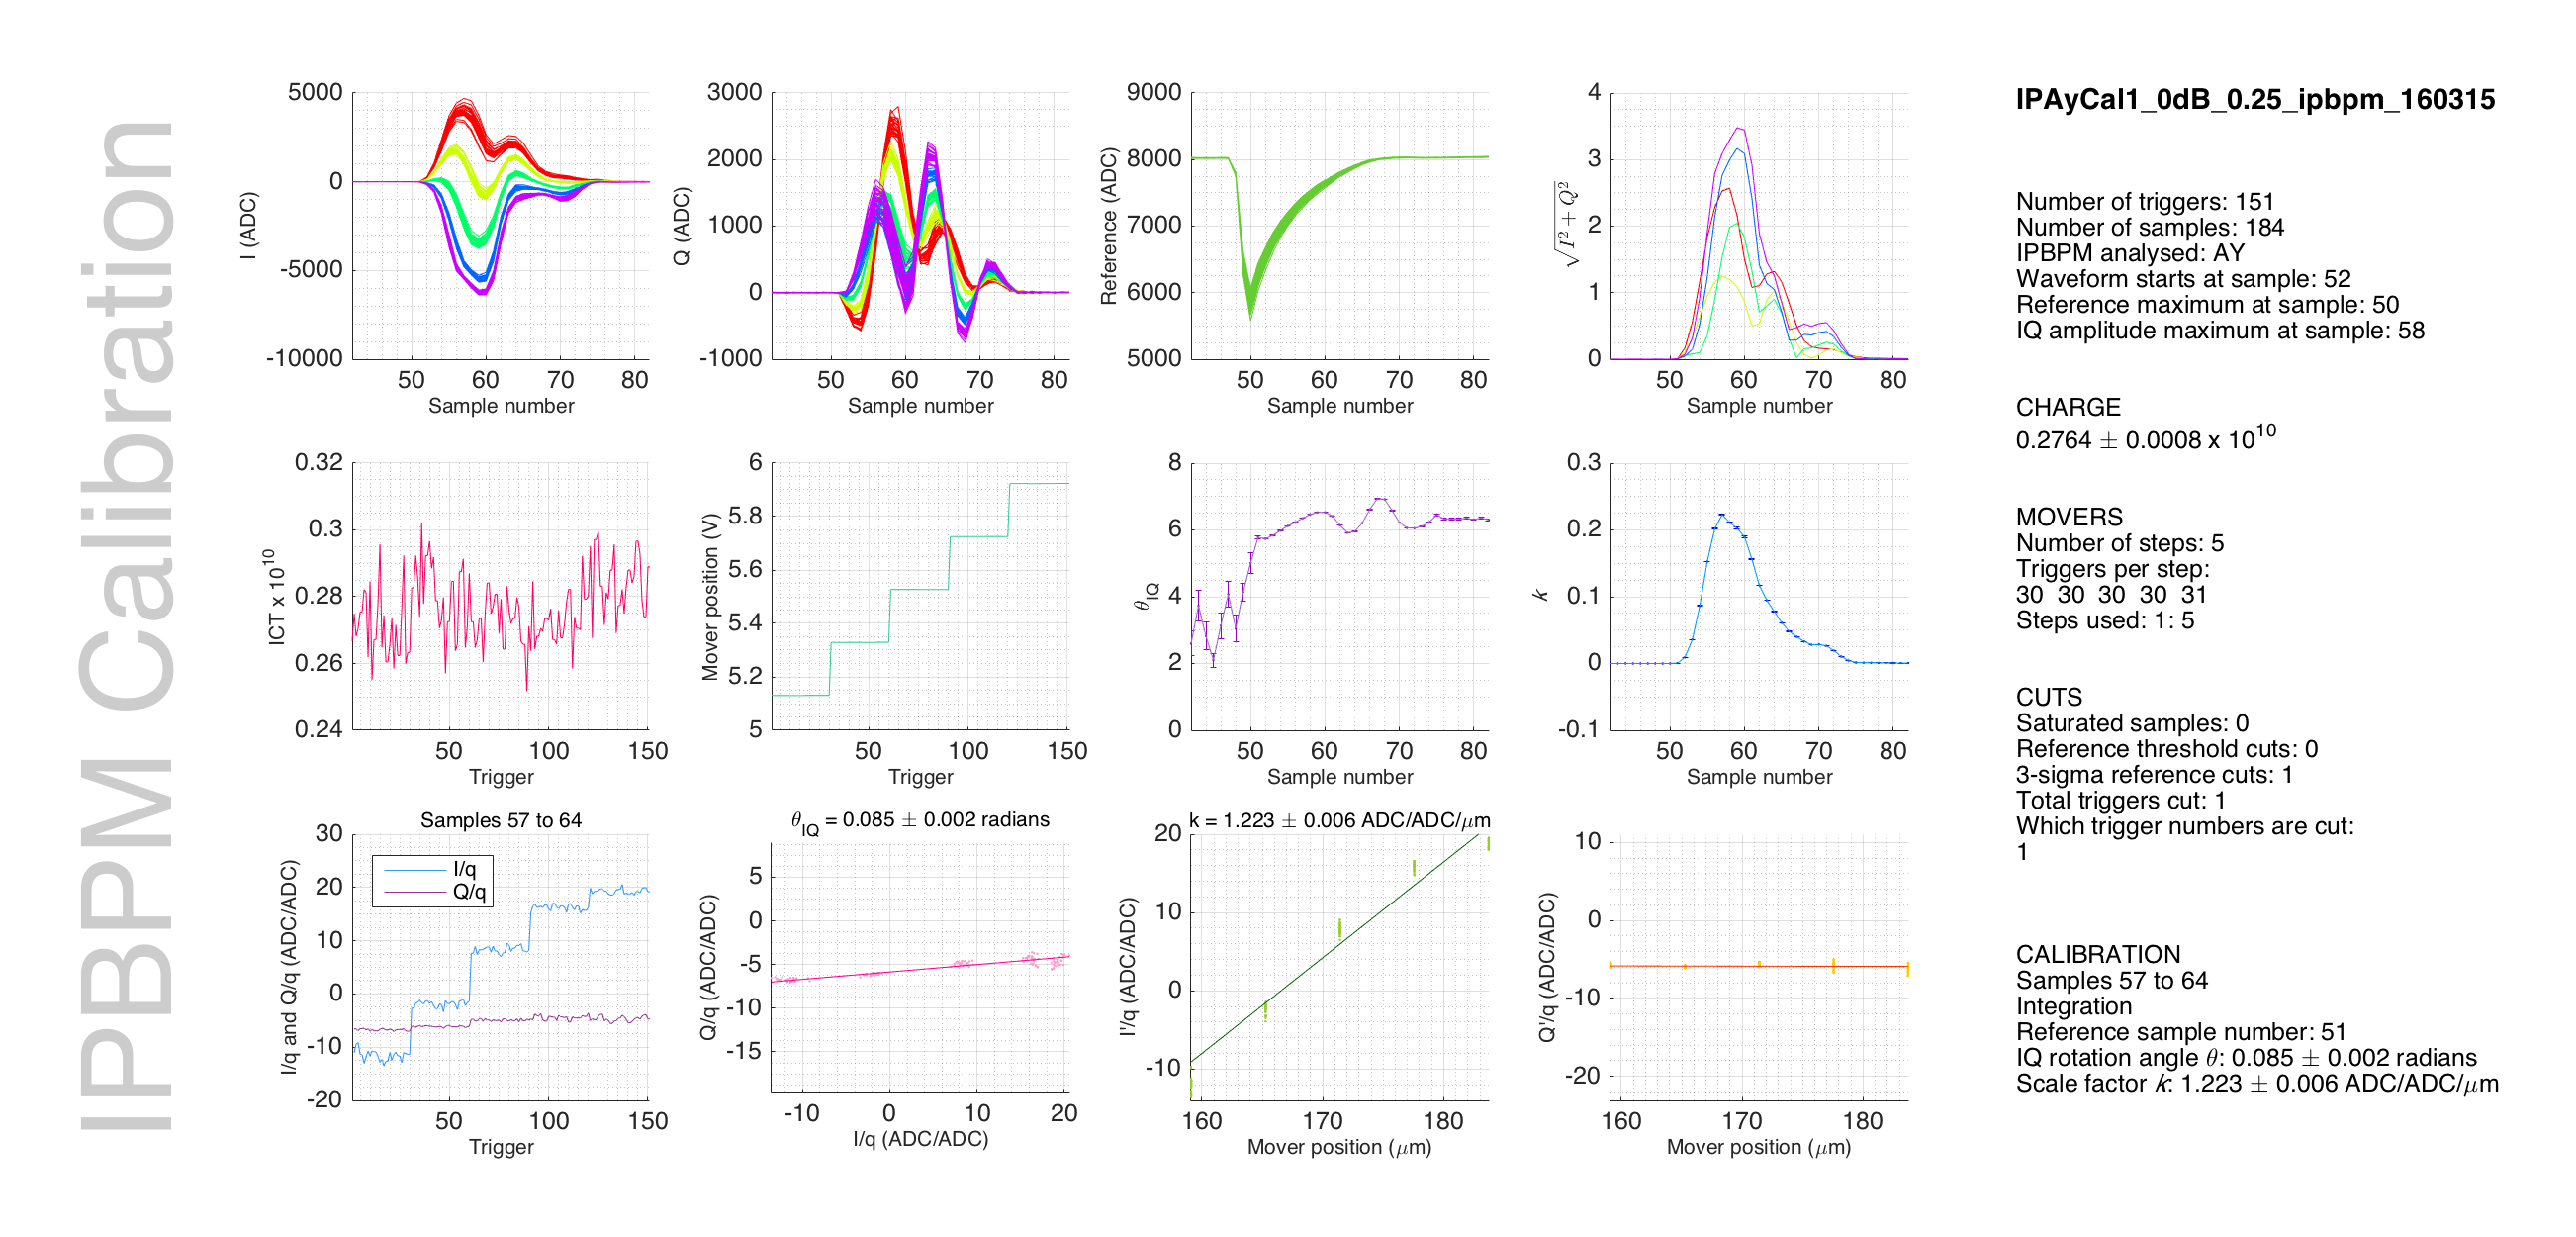 IPBPM Calibration
5000
0
-5000
-10000
I (ADC)
50 60 70 80
Sample number
3000
2000
1000
0
-1000
Q (ADC)
50 60 70 80
Sample number
9000
8000
7000
6000
5000
Reference (ADC)
50 60 70 80
Sample number
4
3
2
1
0
√I² + Q²
50 60 70 80
Sample number
0.32
0.3
0.28
0.26
0.24
ICT x 10¹⁰
50 100 150
Trigger
6
5.8
5.6
5.4
5.2
5
Mover position (V)
50 100 150
Trigger
8
6
4
2
0
θIQ
50 60 70 80
Sample number
0.3
0.2
0.1
0
-0.1
k
50 60 70 80
Sample number
Samples 57 to 64
30
20
10
0
-10
-20
I/q and Q/q (ADC/ADC)
I/q
Q/q
50 100 150
Trigger
θIQ = 0.085 ± 0.002 radians
5
0
-5
-10
-15
Q/q (ADC/ADC)
-10 0 10 20
I/q (ADC/ADC)
k = 1.223 ± 0.006 ADC/ADC/μm
20
10
0
-10
I'/q (ADC/ADC)
160 170 180
Mover position (μm)
10
0
-10
-20
Q'/q (ADC/ADC)
160 170 180
Mover position (μm)
IPAyCal1_0dB_0.25_ipbpm_160315
Number of triggers: 151
Number of samples: 184
IPBPM analysed: AY
Waveform starts at sample: 52
Reference maximum at sample: 50
IQ amplitude maximum at sample: 58
CHARGE
0.2764 ± 0.0008 x 10¹⁰
MOVERS
Number of steps: 5
Triggers per step:
30 30 30 30 31
Steps used: 1: 5
CUTS
Saturated samples: 0
Reference threshold cuts: 0
3-sigma reference cuts: 1
Total triggers cut: 1
Which trigger numbers are cut:
1
CALIBRATION
Samples 57 to 64
Integration
Reference sample number: 51
IQ rotation angle θ: 0.085 ± 0.002 radians
Scale factor k: 1.223 ± 0.006 ADC/ADC/μm